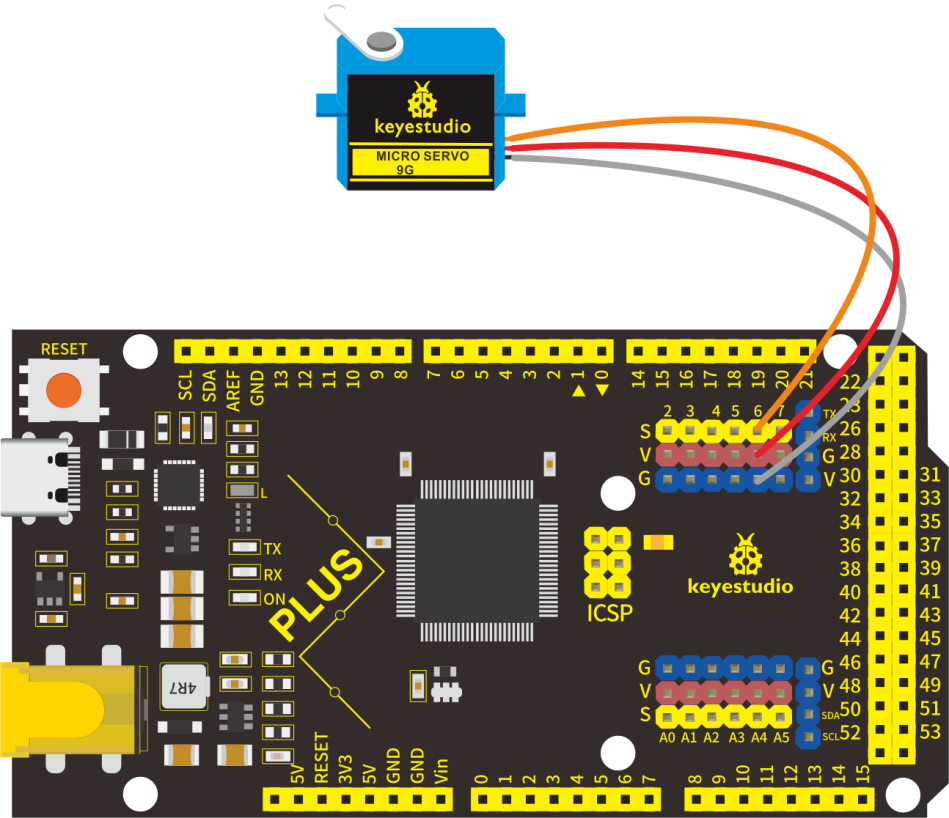 keyestudio
MICRO SERVO
9G
RESET
SCL
SDA
AREF
GND
13
12
11
10
9
8
7
6
5
4
3
2
1
0
14
15
16
17
18
19
20
21
22
23
26
28
30
32
34
36
38
40
42
44
46
48
50
52
31
33
35
37
39
41
43
45
47
49
51
53
2 3 4 5 6 7
S
V
G
TX
RX
G
V
L
TX
RX
ON
PLUS
ICSP
keyestudio
4R7
G
V
S
A0 A1 A2 A3 A4 A5
G
V
SDA
SCL
5V
RESET
3V3
5V
GND
GND
Vin
0
1
2
3
4
5
6
7
8
9
10
11
12
13
14
15